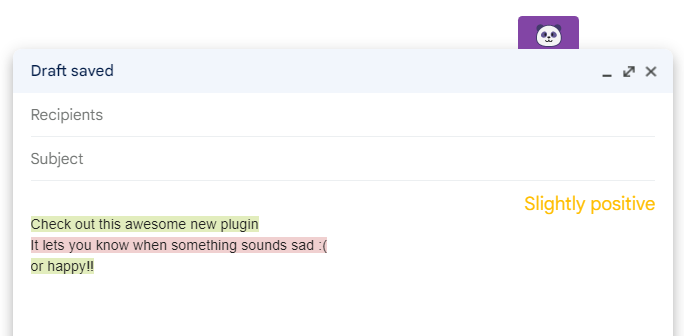 Draft saved
Recipients
Subject
Slightly positive
Check out this awesome new plugin
It lets you know when something sounds sad :(
or happy!!